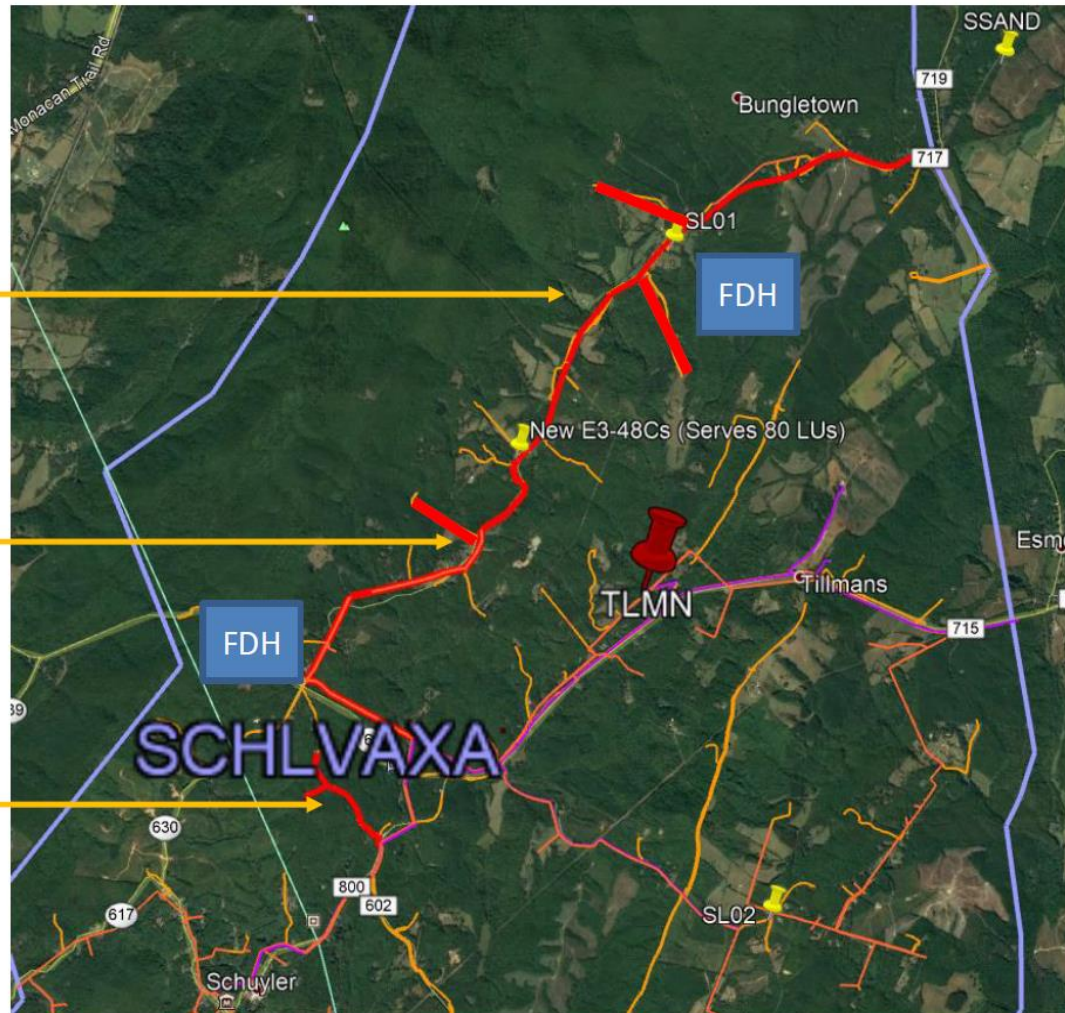 SSAND
Monacan Trail Rd
719
Bungletown
717
SL01
FDH
New E3-48Cs (Serves 80 LUs)
TLMN
Tillmans
715
FDH
SCHLVAXA
630
800
602
617
SL02
Schuyler